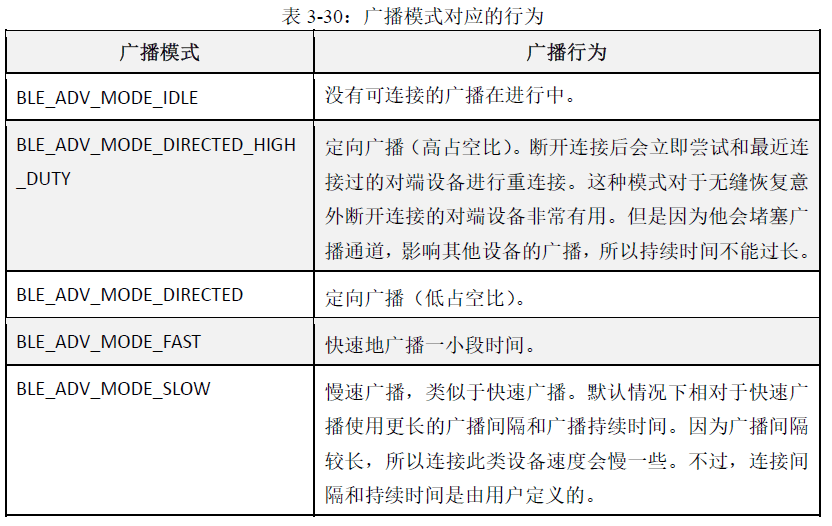 表 3-30：广播模式对应的行为
广播模式
广播行为
BLE_ADV_MODE_IDLE
没有可连接的广播在进行中。
BLE_ADV_MODE_DIRECTED_HIGH
_DUTY
定向广播（高占空比）。断开连接后会立即尝试和最近连
接过的对端设备进行重连接。这种模式对于无缝恢复意
外断开连接的对端设备非常有用。但是因为他会堵塞广
播通道，影响其他设备的广播，所以持续时间不能过长。
BLE_ADV_MODE_DIRECTED
定向广播（低占空比）。
BLE_ADV_MODE_FAST
快速地广播一小段时间。
BLE_ADV_MODE_SLOW
慢速广播，类似于快速广播。默认情况下相对于快速广
播使用更长的广播间隔和广播持续时间。因为广播间隔
较长，所以连接此类设备速度会慢一些。不过，连接间
隔和持续时间是由用户定义的。